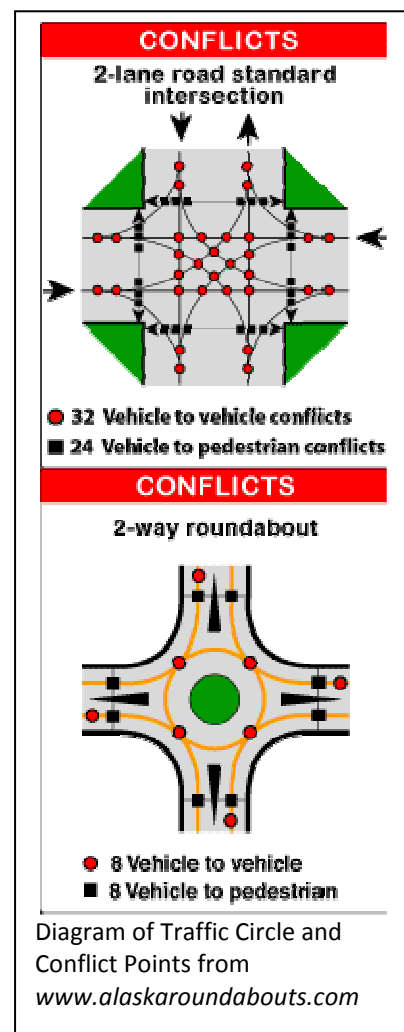 CONFLICTS
2-lane road standard
intersection
32 Vehicle to vehicle conflicts
24 Vehicle to pedestrian conflicts
CONFLICTS
2-way roundabout
8 Vehicle to vehicle
8 Vehicle to pedestrian
Diagram of Traffic Circle and
Conflict Points from
www.alaskaroundabouts.com